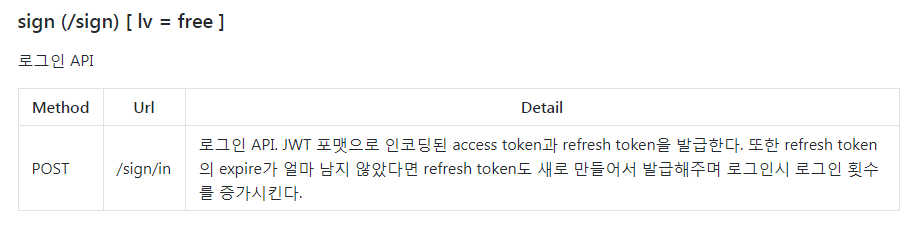 sign (/sign) [ lv = free ]
로그인 API
Method Url Detail
POST /sign/in 로그인 API. JWT 포맷으로 인코딩된 access token과 refresh token을 발급한다. 또한 refresh token
의 expire가 얼마 남지 않았다면 refresh token도 새로 만들어서 발급해주며 로그인시 로그인 횟수
를 증가시킨다.